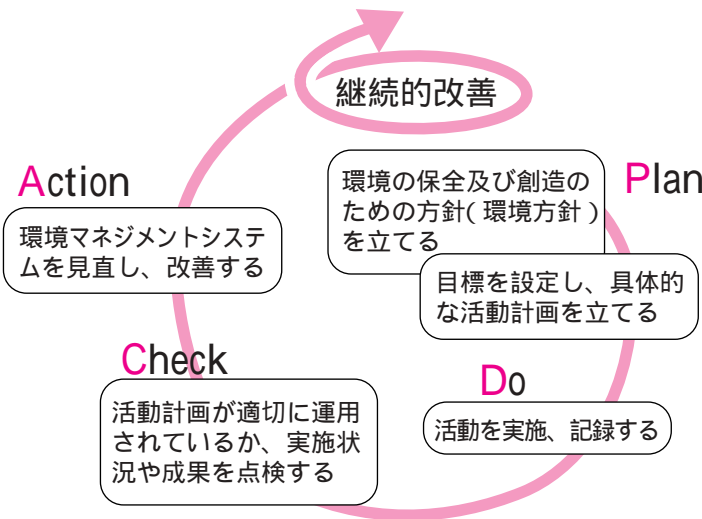 継続的改善
Plan
環境の保全及び創造の
ための方針(環境方針)
を立てる
目標を設定し、具体的
な活動計画を立てる
Do
活動を実施、記録する
Check
活動計画が適切に運用
されているか、実施状
況や成果を点検する
Action
環境マネジメントシステ
ムを見直し、改善する